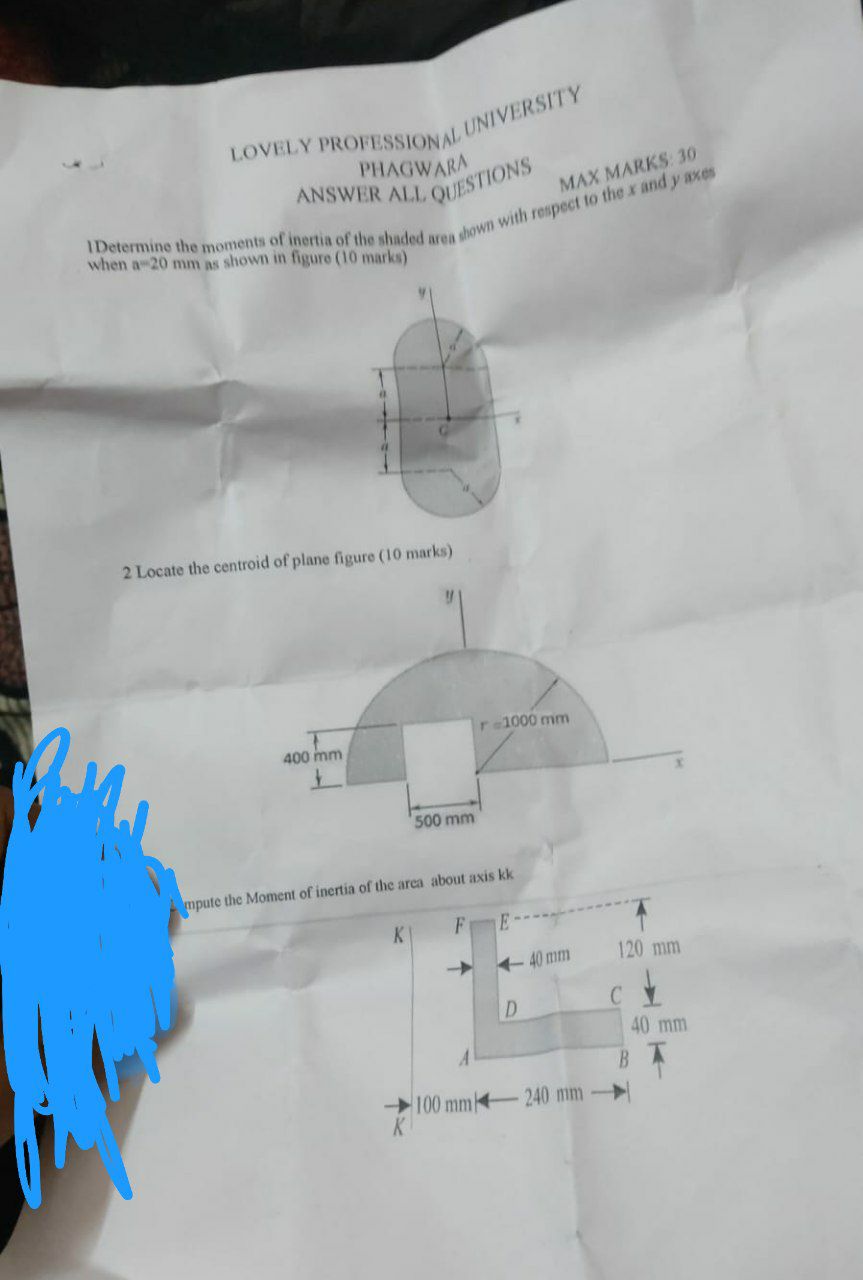 LOVELY PROFESSIONAL UNIVERSITY
PHAGWARA
ANSWER ALL QUESTIONS
MAX MARKS: 30
1Determine the moments of inertia of the shaded area shown with respect to the x and y axes
when a=20 mm as shown in figure (10 marks)
y
a
a
C
x
a
a
2 Locate the centroid of plane figure (10 marks)
y
r =1000 mm
400 mm
x
500 mm
mpute the Moment of inertia of the area about axis kk
K
F
E
120 mm
40 mm
D
C
40 mm
A
B
100 mm
240 mm
K